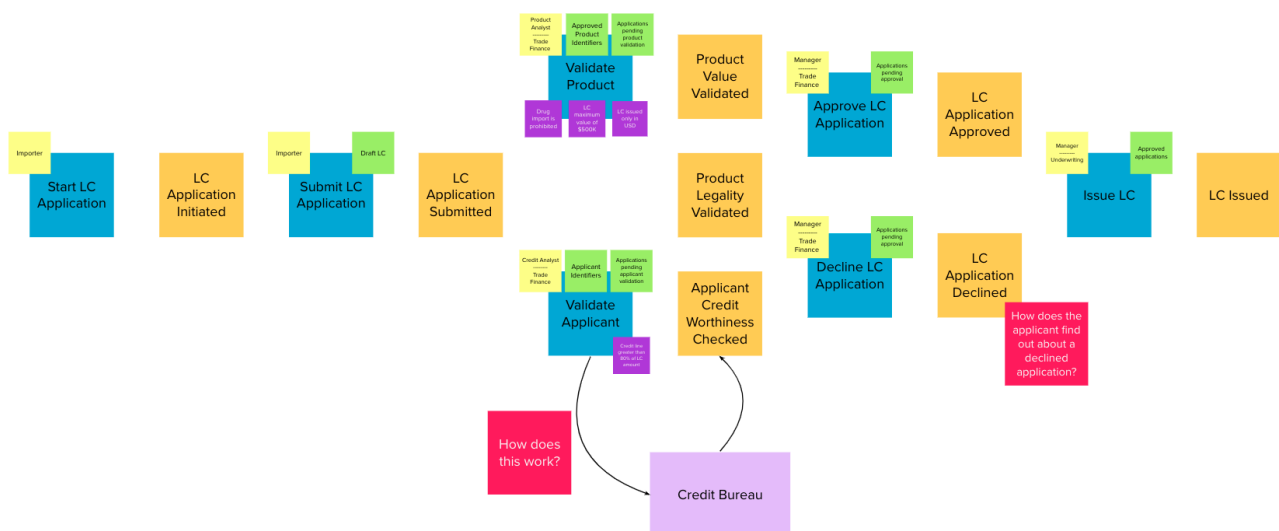 Importer
Start LC
Application
LC
Application
Initiated
Importer
Draft LC
Submit LC
Application
LC
Application
Submitted
Product
Analyst
--------
Trade
Finance
Approved
Product
Identifiers
Applications
pending
product
validation
Validate
Product
Drug
import is
prohibited
LC
maximum
value of
$500K
LC issued
only in
USD
Product
Value
Validated
Product
Legality
Validated
Credit Analyst
--------
Trade
Finance
Applicant
Identifiers
Applications
pending
applicant
validation
Validate
Applicant
Credit line
greater than
80% of LC
amount
Applicant
Credit
Worthiness
Checked
How does
this work?
Credit Bureau
Manager
---------
Trade
Finance
Applications
pending
approval
Approve LC
Application
LC
Application
Approved
Manager
---------
Trade
Finance
Applications
pending
approval
Decline LC
Application
LC
Application
Declined
How does the
applicant find
out about a
declined
application?
Manager
---------
Underwriting
Approved
applications
Issue LC
LC Issued